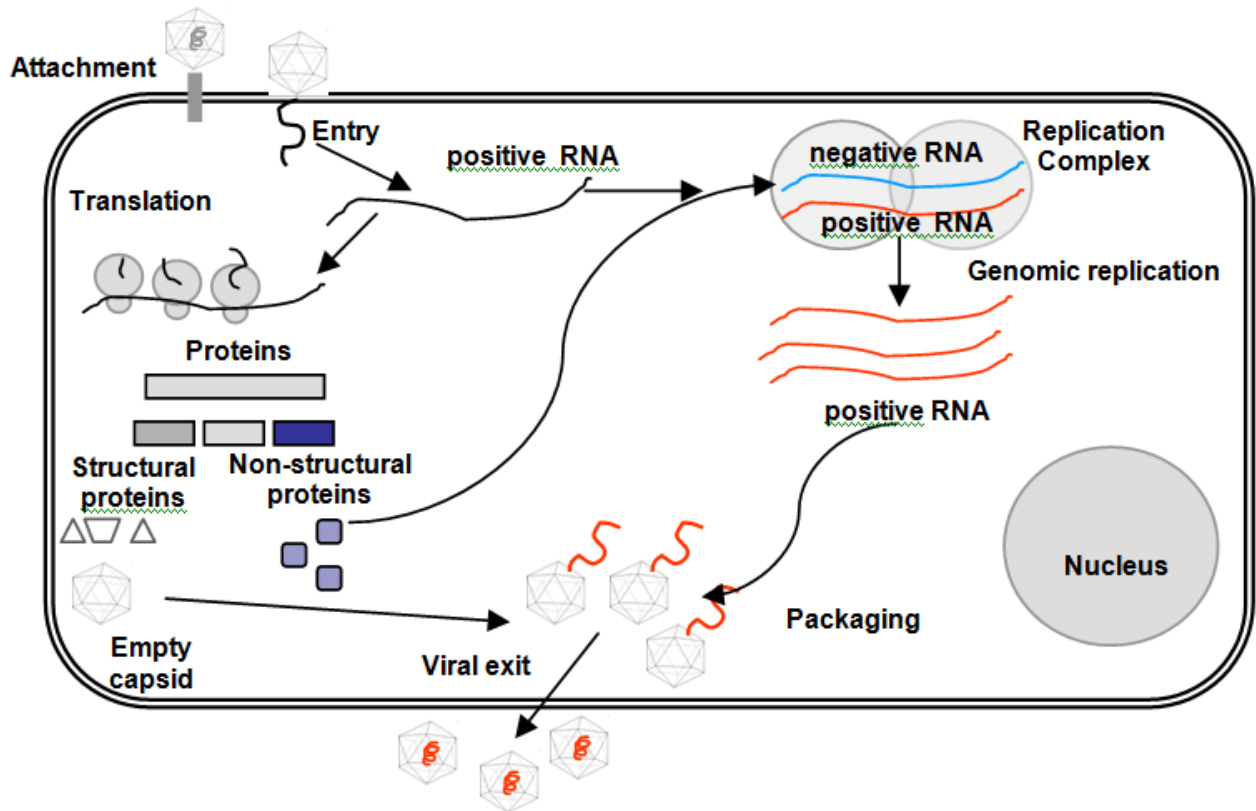 Attachment
Entry
positive RNA
Translation
Proteins
Structural
proteins
Non-structural
proteins
Empty
capsid
Replication
Complex
negative RNA
positive RNA
Genomic replication
positive RNA
Nucleus
Packaging
Viral exit